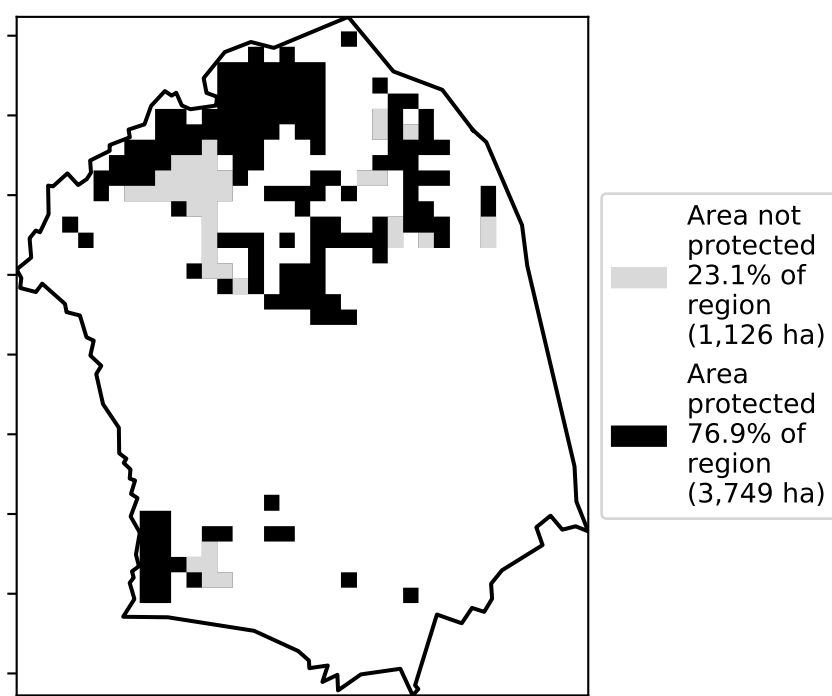 Area not
protected
23.1% of
region
(1,126 ha)
Area
protected
76.9% of
region
(3,749 ha)